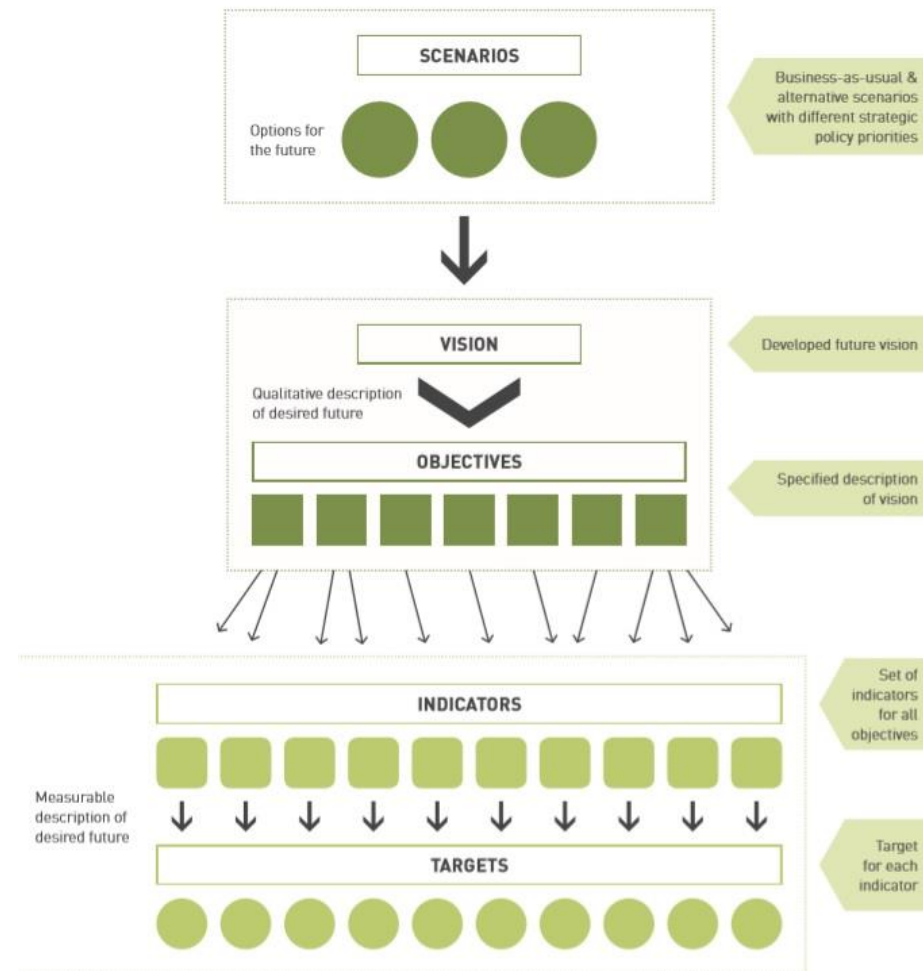 SCENARIOS
Options for
the future
Business-as-usual &
alternative scenarios
with different strategic
policy priorities
VISION
Developed future vision
Qualitative description
of desired future
OBJECTIVES
Specified description
of vision
INDICATORS
Set of
indicators
for all
objectives
Measurable
description of
desired future
TARGETS
Target
for each
indicator